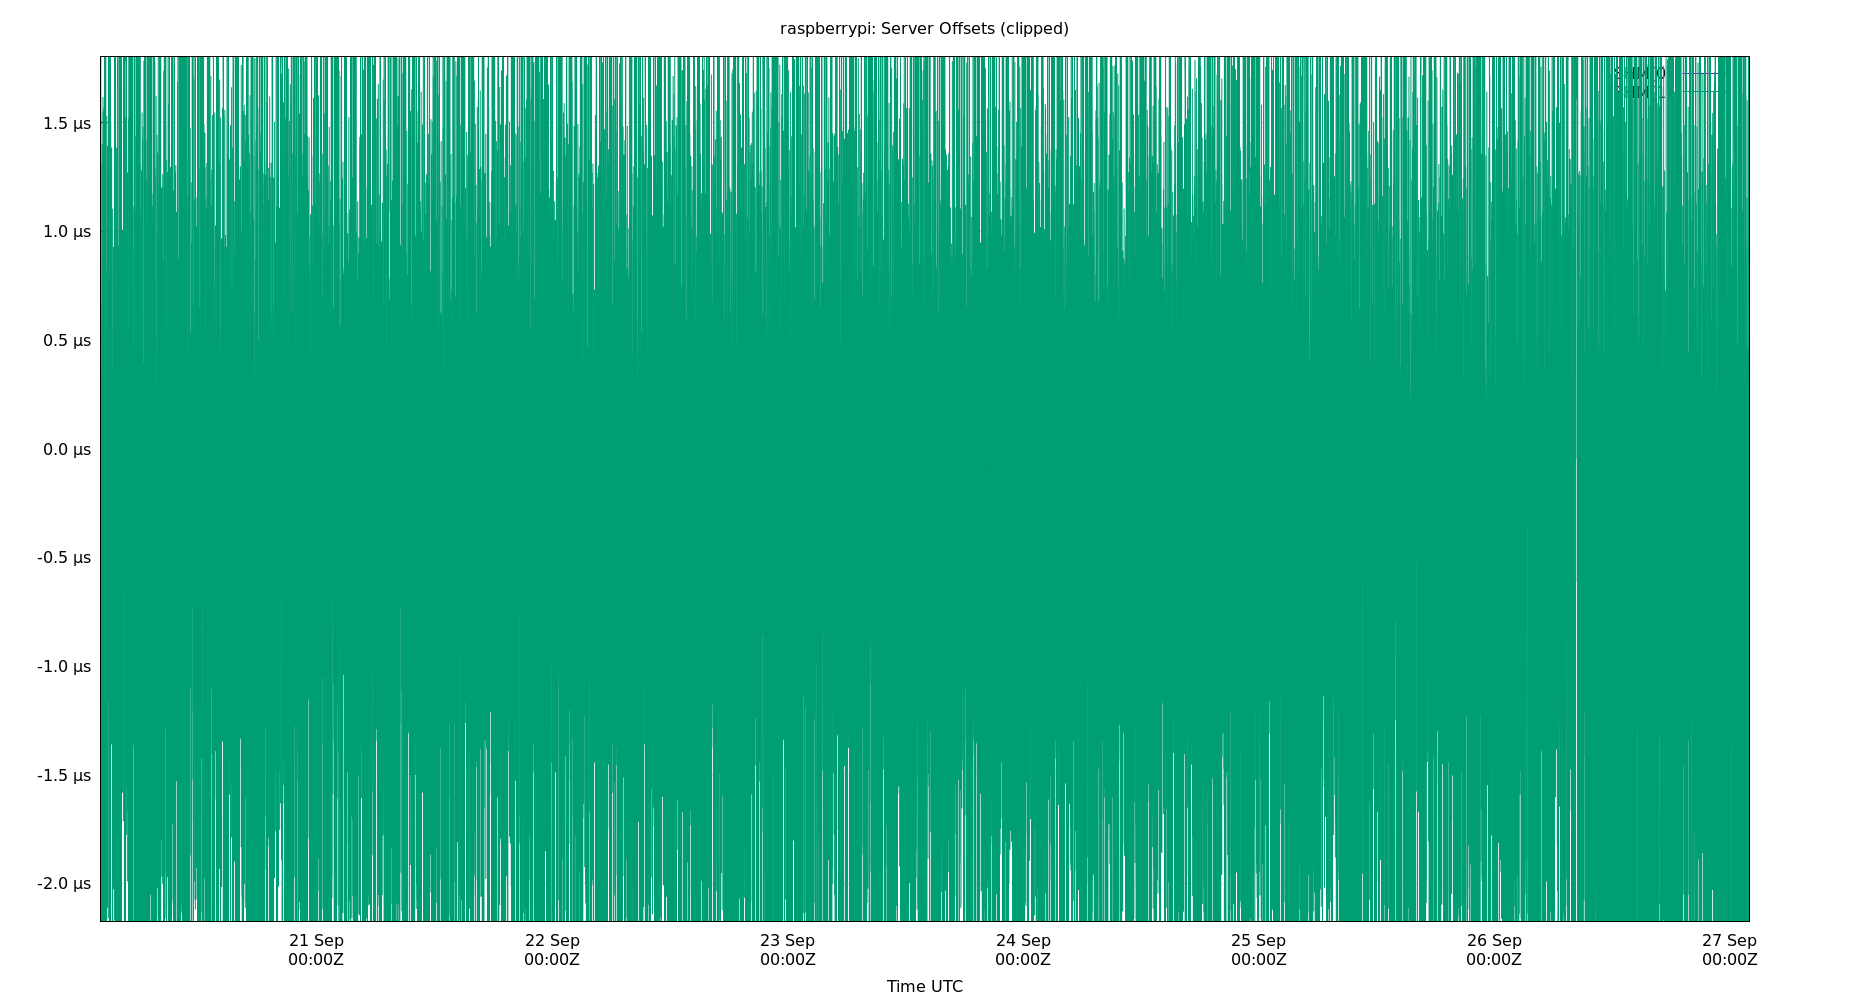 raspberrypi: Server Offsets (clipped)
1.5 µs
1.0 µs
0.5 µs
0.0 µs
-0.5 µs
-1.0 µs
-1.5 µs
-2.0 µs
21 Sep
00:00Z
22 Sep
00:00Z
23 Sep
00:00Z
24 Sep
00:00Z
25 Sep
00:00Z
26 Sep
00:00Z
27 Sep
00:00Z
Time UTC